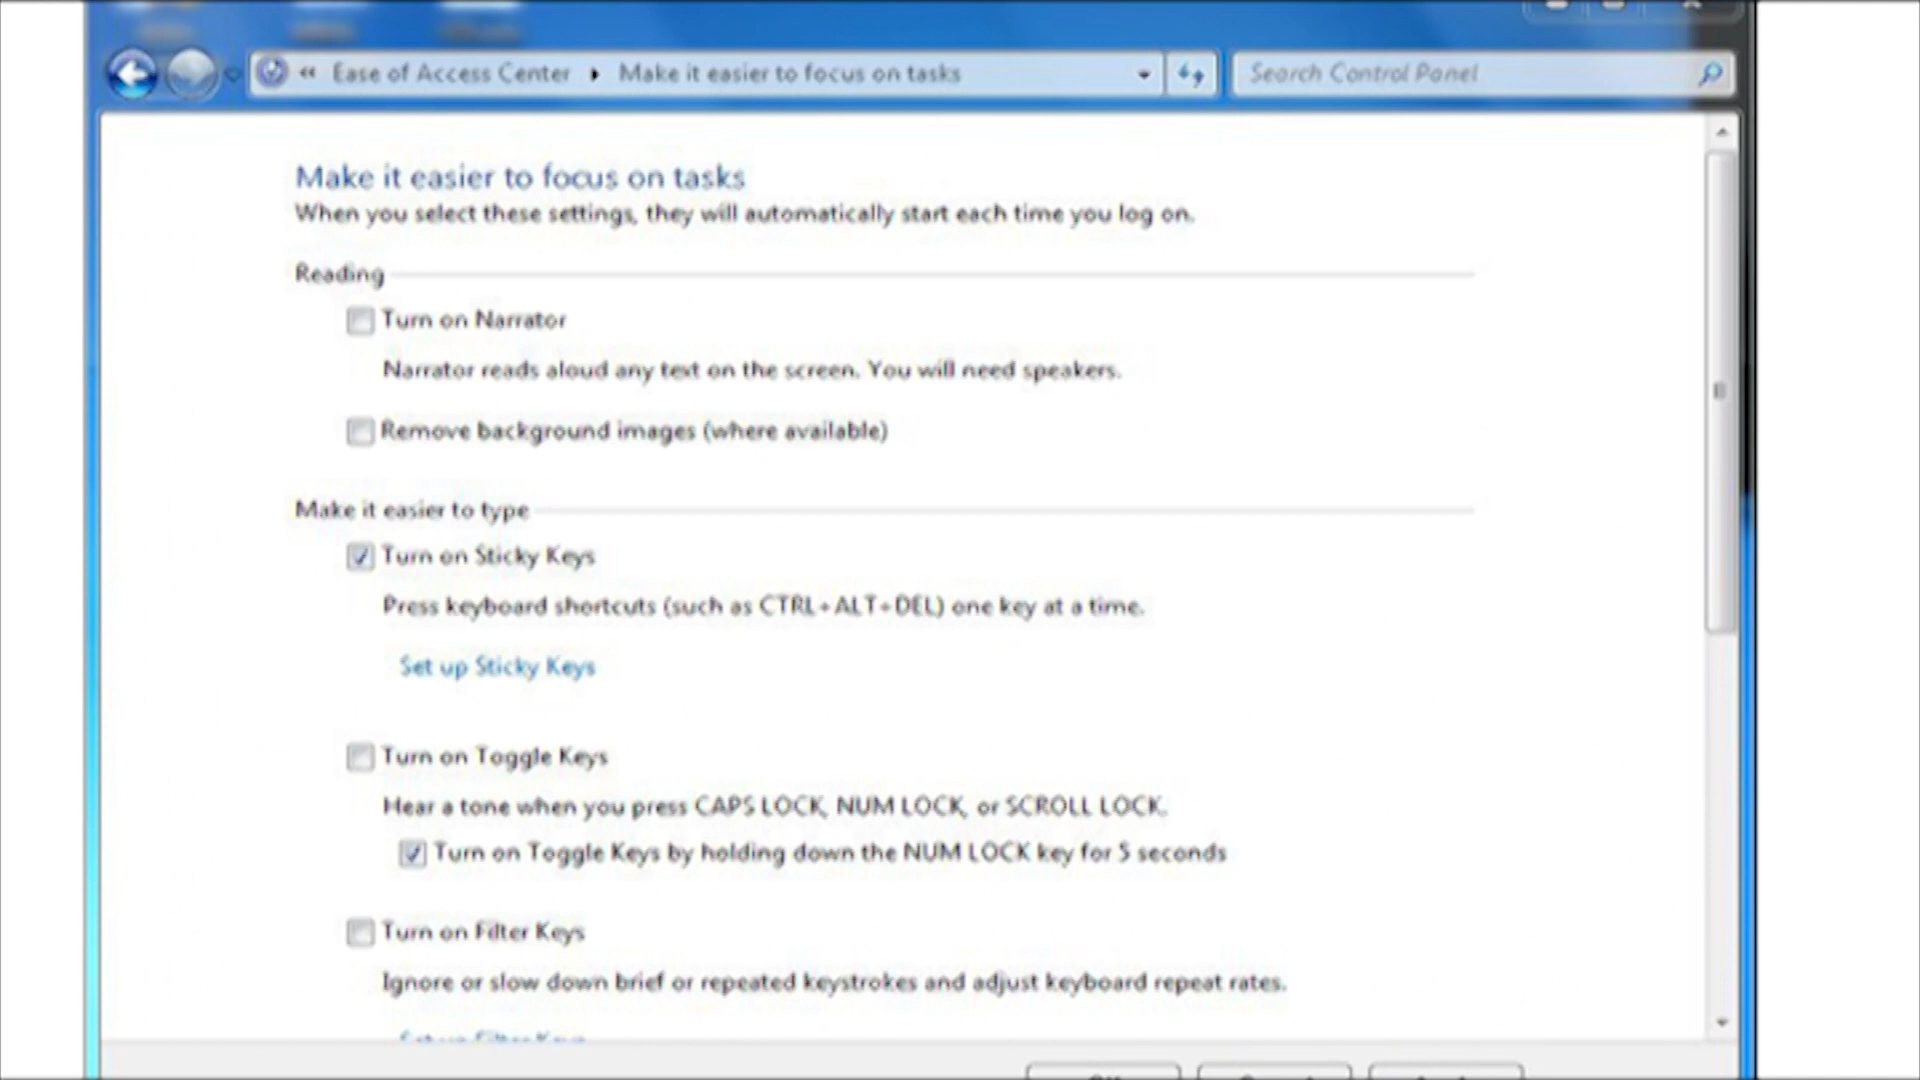 « Ease of Access Center ▸ Make it easier to focus on tasks
Search Control Panel
Make it easier to focus on tasks
When you select these settings, they will automatically start each time you log on.
Reading
Turn on Narrator
Narrator reads aloud any text on the screen. You will need speakers.
Remove background images (where available)
Make it easier to type
Turn on Sticky Keys
Press keyboard shortcuts (such as CTRL+ALT+DEL) one key at a time.
Set up Sticky Keys
Turn on Toggle Keys
Hear a tone when you press CAPS LOCK, NUM LOCK, or SCROLL LOCK.
Turn on Toggle Keys by holding down the NUM LOCK key for 5 seconds
Turn on Filter Keys
Ignore or slow down brief or repeated keystrokes and adjust keyboard repeat rates.
Set up Filter Keys